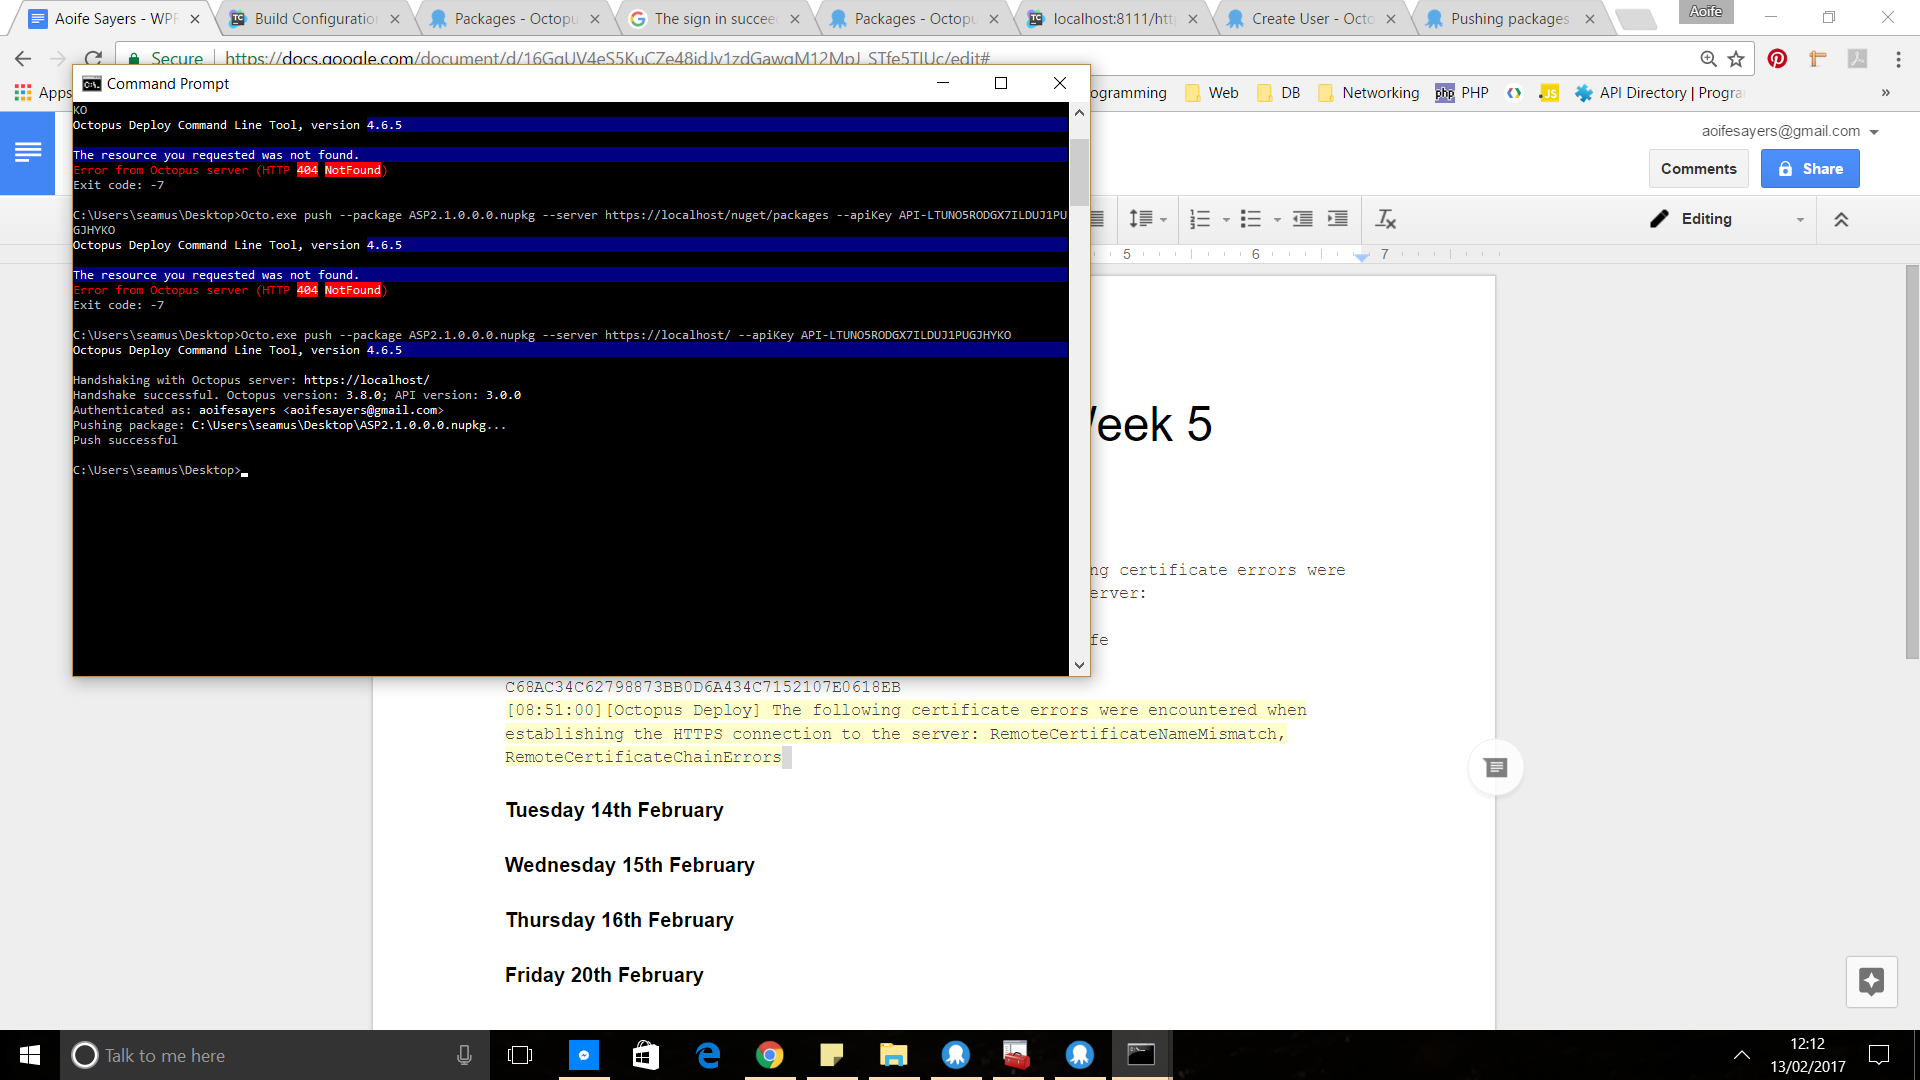 Aoife Sayers - WPF
Build Configuration
Packages - Octopu
The sign in succee
Packages - Octopu
localhost:8111/htt
Create User - Octo
Pushing packages
Aoife
Secure
https://docs.google.com/document/d/
/edit#
Apps
ogramming
Web
DB
Networking
php PHP
JS
API Directory | Progra
»
Command Prompt
KO
Octopus Deploy Command Line Tool, version 4.6.5
The resource you requested was not found.
Error from Octopus server (HTTP 404 NotFound)
Exit code: -7
C:\Users\seamus\Desktop>Octo.exe push --package ASP2.1.0.0.0.nupkg --server https://localhost/nuget/packages --apiKey API-LTUNO5RODGX7ILDUJ1PU
GJHYKO
Octopus Deploy Command Line Tool, version 4.6.5
The resource you requested was not found.
Error from Octopus server (HTTP 404 NotFound)
Exit code: -7
C:\Users\seamus\Desktop>Octo.exe push --package ASP2.1.0.0.0.nupkg --server https://localhost/ --apiKey API-LTUNO5RODGX7ILDUJ1PUGJHYKO
Octopus Deploy Command Line Tool, version 4.6.5
Handshaking with Octopus server: https://localhost/
Handshake successful. Octopus version: 3.8.0; API version: 3.0.0
Authenticated as: aoifesayers <aoifesayers@gmail.com>
Pushing package: C:\Users\seamus\Desktop\ASP2.1.0.0.0.nupkg...
Push successful
C:\Users\seamus\Desktop>
aoifesayers@gmail.com
Comments
Share
Editing
5 6 7
eek 5
ng certificate errors were
erver:
fe
C68AC34C62798873BB0D6A434C7152107E0618EB
[08:51:00][Octopus Deploy] The following certificate errors were encountered when
establishing the HTTPS connection to the server: RemoteCertificateNameMismatch,
RemoteCertificateChainErrors
Tuesday 14th February
Wednesday 15th February
Thursday 16th February
Friday 20th February
Talk to me here
12:12
13/02/2017